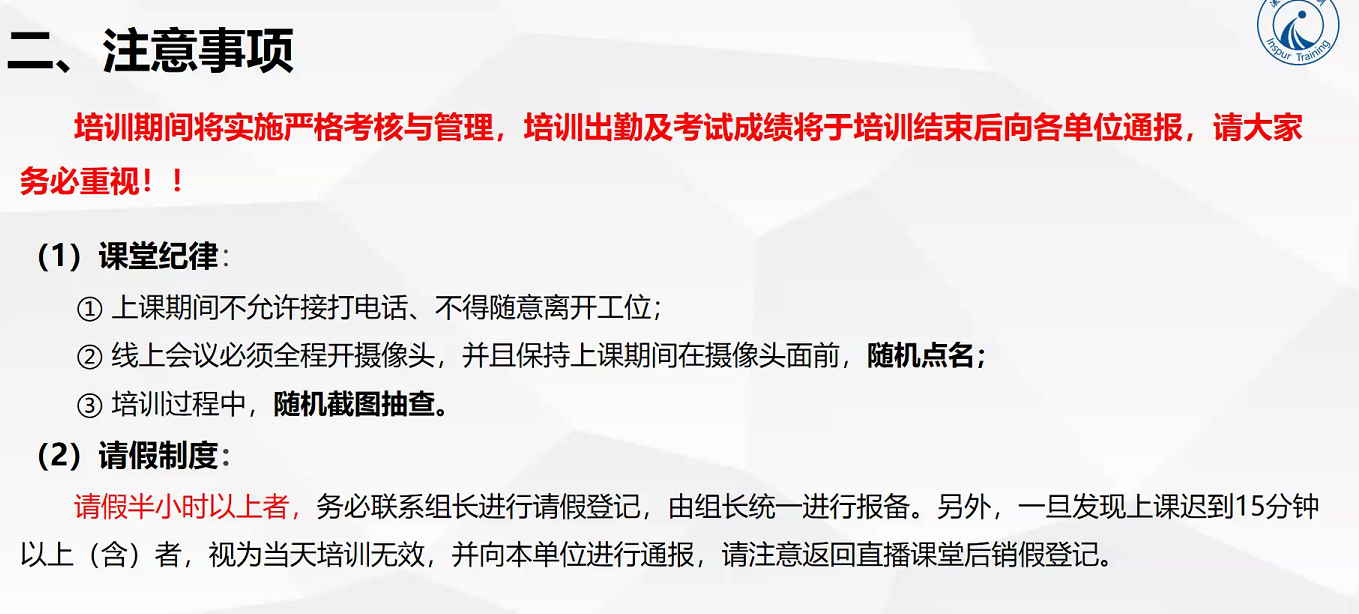 Inspur Training
二、注意事项
培训期间将实施严格考核与管理，培训出勤及考试成绩将于培训结束后向各单位通报，请大家
务必重视！！
（1）课堂纪律：
① 上课期间不允许接打电话、不得随意离开工位；
② 线上会议必须全程开摄像头，并且保持上课期间在摄像头面前，随机点名；
③ 培训过程中，随机截图抽查。
（2）请假制度：
请假半小时以上者，务必联系组长进行请假登记，由组长统一进行报备。另外，一旦发现上课迟到15分钟
以上（含）者，视为当天培训无效，并向本单位进行通报，请注意返回直播课堂后销假登记。